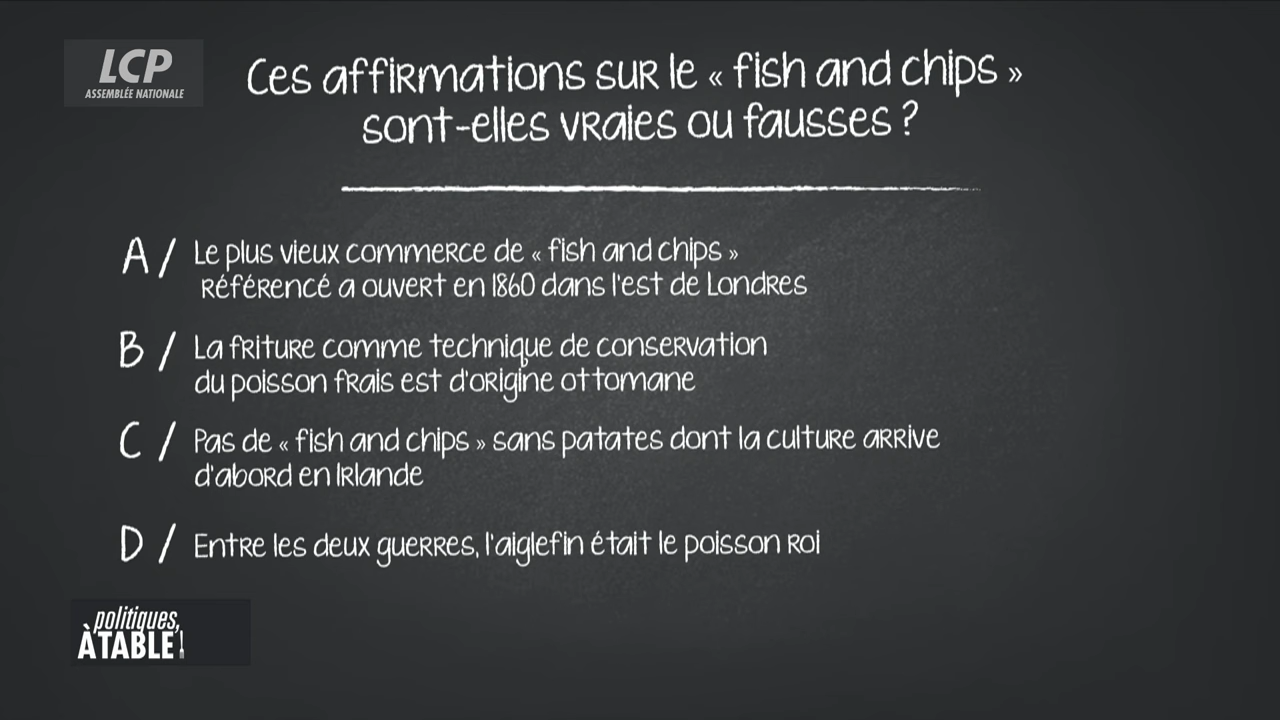 LCP
ASSEMBLÉE NATIONALE
Ces affirmations sur le « fish and chips »
sont-elles vraies ou fausses ?
A / Le plus vieux commerce de « fish and chips »
référencé a ouvert en 1860 dans l'est de Londres
B / La friture comme technique de conservation
du poisson frais est d'origine ottomane
C / Pas de « fish and chips » sans patates dont la culture arrive
d'abord en Irlande
D / Entre les deux guerres, l'aiglefin était le poisson roi
politiques,
À TABLE!